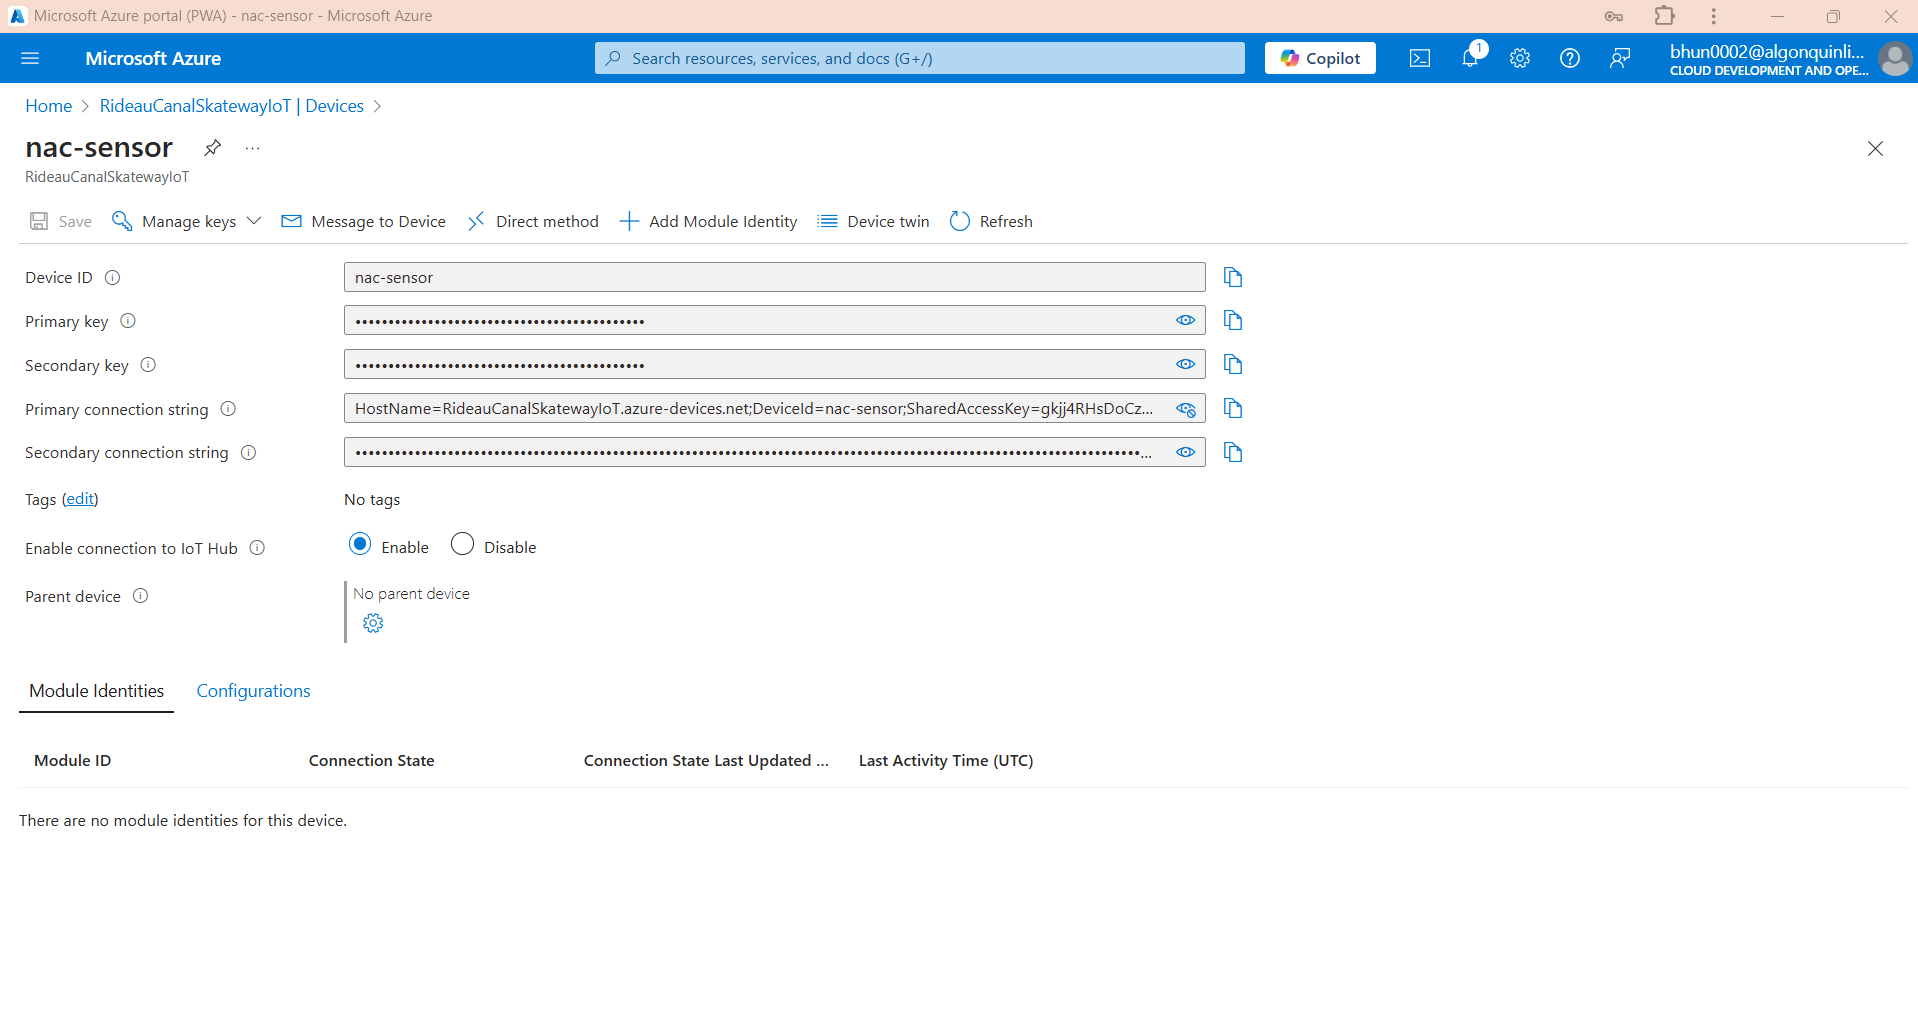 Microsoft Azure portal (PWA) - nac-sensor - Microsoft Azure
Microsoft Azure
Search resources, services, and docs (G+/)
Copilot
1
bhun0002@algonquinli...
CLOUD DEVELOPMENT AND OPE...
Home > RideauCanalSkatewayIoT | Devices >
nac-sensor
RideauCanalSkatewayIoT
Save
Manage keys
Message to Device
Direct method
Add Module Identity
Device twin
Refresh
Device ID
nac-sensor
Primary key
Secondary key
Primary connection string
HostName=RideauCanalSkatewayIoT.azure-devices.net;DeviceId=nac-sensor;SharedAccessKey=gkjj4RHsDoCz...
Secondary connection string
Tags (edit)
No tags
Enable connection to IoT Hub
Enable
Disable
Parent device
No parent device
Module Identities
Configurations
Module ID
Connection State
Connection State Last Updated ...
Last Activity Time (UTC)
There are no module identities for this device.